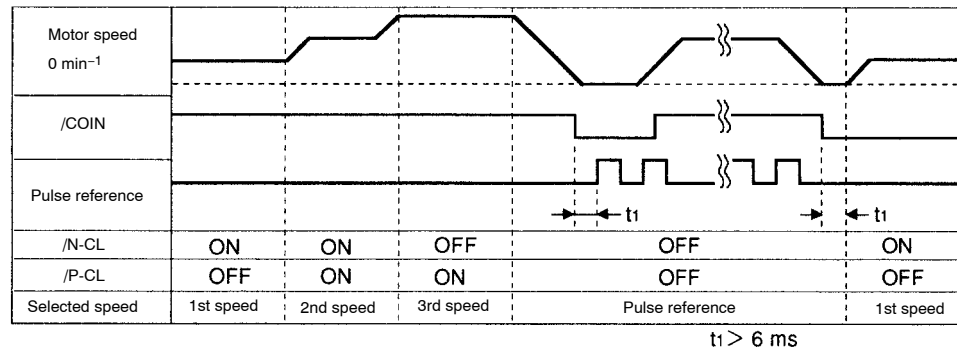 Motor speed
0 min⁻¹
/COIN
Pulse reference
t1
t1
/N-CL ON ON OFF OFF ON
/P-CL OFF ON ON OFF OFF
Selected speed 1st speed 2nd speed 3rd speed Pulse reference 1st speed
t1> 6 ms